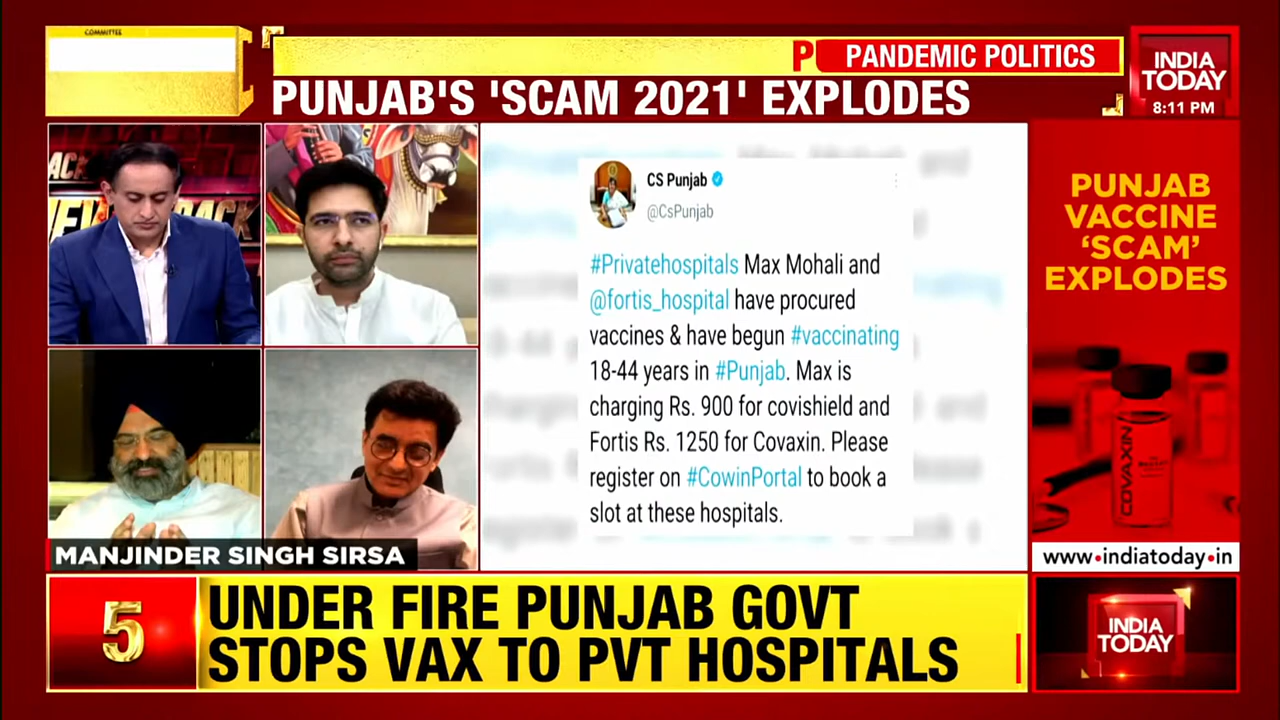 COMMITTEE
P
PANDEMIC POLITICS
PUNJAB'S 'SCAM 2021' EXPLODES
INDIA
TODAY
8:11 PM
CS Punjab
@CsPunjab
#Privatehospitals Max Mohali and
@fortis_hospital have procured
vaccines & have begun #vaccinating
18-44 years in #Punjab. Max is
charging Rs. 900 for covishield and
Fortis Rs. 1250 for Covaxin. Please
register on #CowinPortal to book a
slot at these hospitals.
PUNJAB
VACCINE
‘SCAM’
EXPLODES
COVAXIN
www•indiatoday•in
MANJINDER SINGH SIRSA
5
UNDER FIRE PUNJAB GOVT
STOPS VAX TO PVT HOSPITALS
INDIA
TODAY